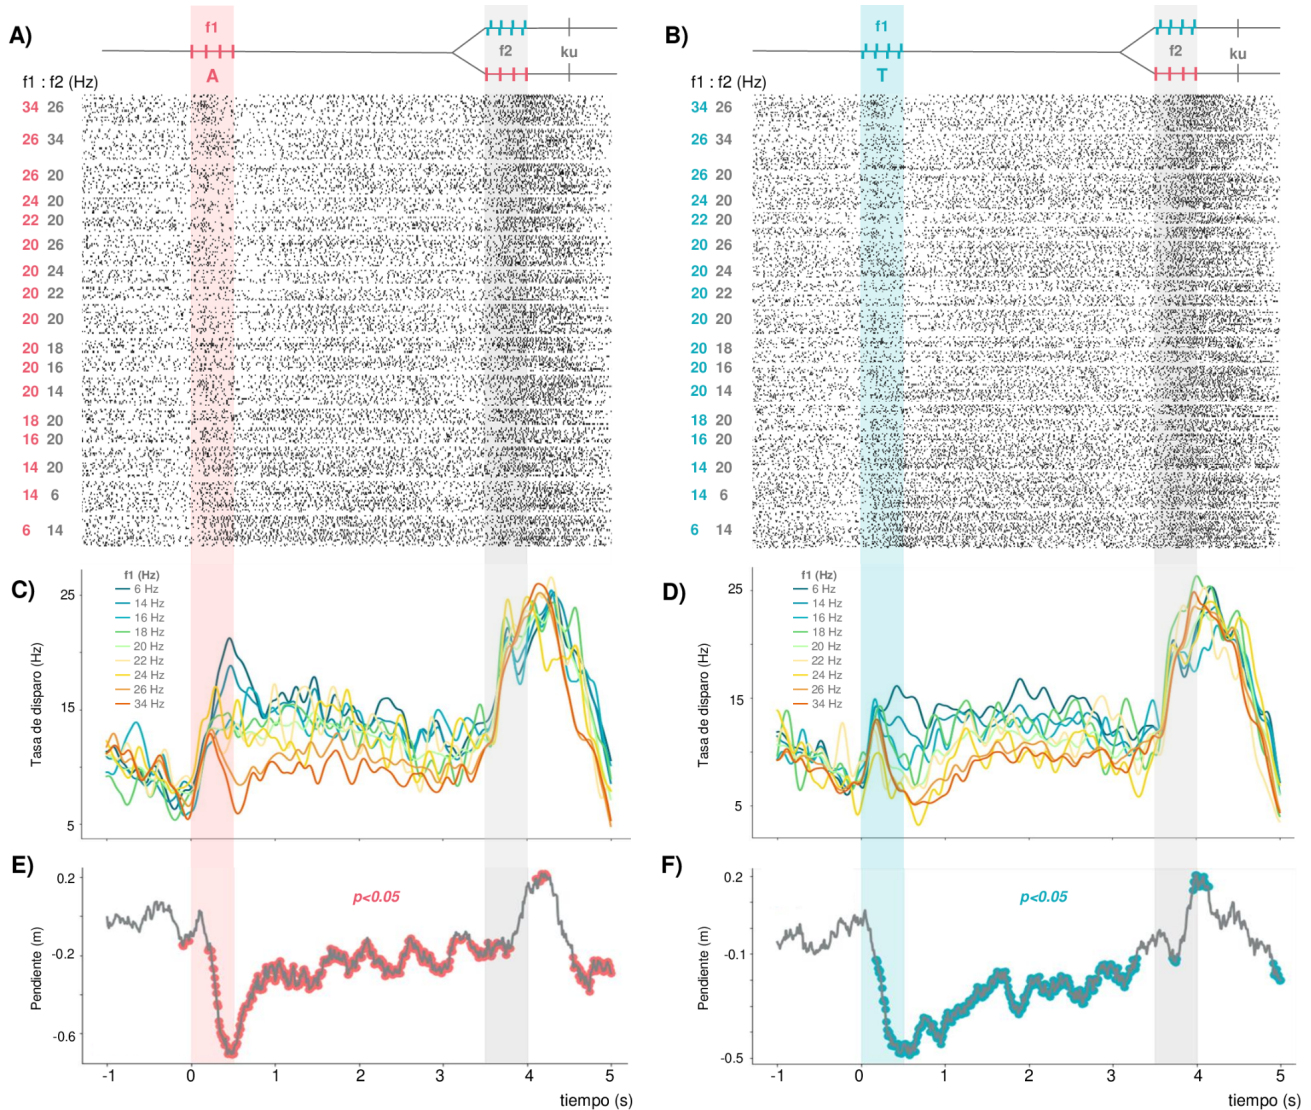 A)
f1
A
f2
ku
f1 : f2 (Hz)
34 26
26 34
26 20
24 20
22 20
20 26
20 24
20 22
20 20
20 18
20 16
20 14
18 20
16 20
14 20
14 6
6 14
B)
f1
T
f2
ku
f1 : f2 (Hz)
34 26
26 34
26 20
24 20
22 20
20 26
20 24
20 22
20 20
20 18
20 16
20 14
18 20
16 20
14 20
14 6
6 14
C)
Tasa de disparo (Hz)
25
15
5
f1 (Hz)
6 Hz
14 Hz
16 Hz
18 Hz
20 Hz
22 Hz
24 Hz
26 Hz
34 Hz
D)
Tasa de disparo (Hz)
25
15
5
f1 (Hz)
6 Hz
14 Hz
16 Hz
18 Hz
20 Hz
22 Hz
24 Hz
26 Hz
34 Hz
E)
Pendiente (m)
0.2
-0.2
-0.6
p<0.05
-1 0 1 2 3 4 5
tiempo (s)
F)
Pendiente (m)
0.2
-0.1
-0.5
p<0.05
-1 0 1 2 3 4 5
tiempo (s)